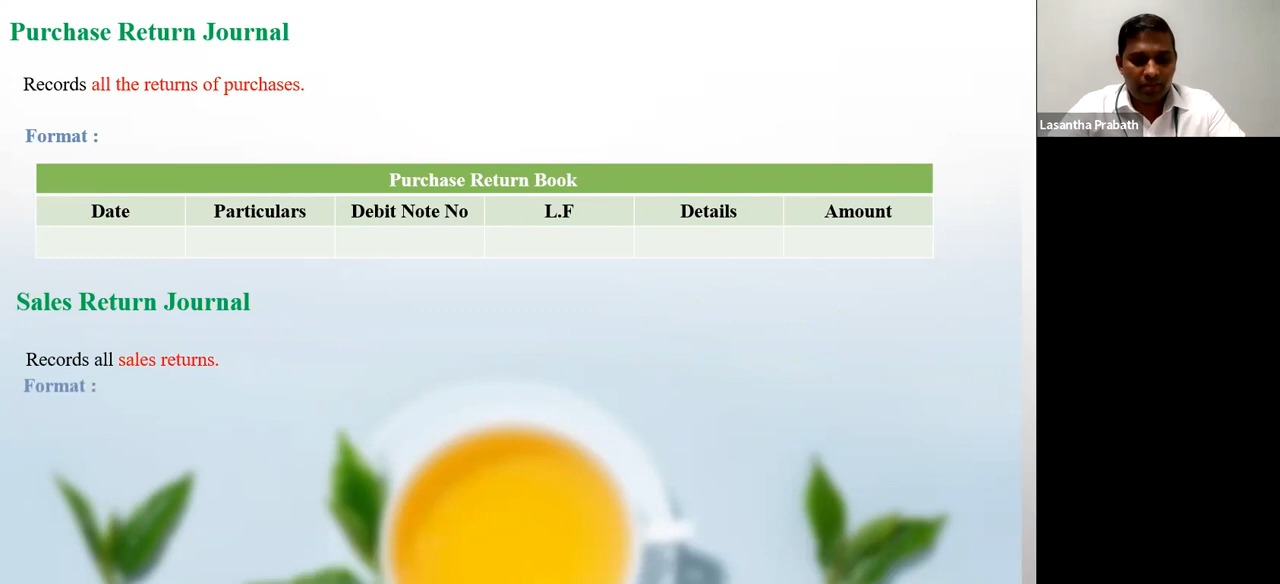 Purchase Return Journal
Records all the returns of purchases.
Format :
Purchase Return Book
Date Particulars Debit Note No L.F Details Amount
Sales Return Journal
Records all sales returns.
Format :
Lasantha Prabath